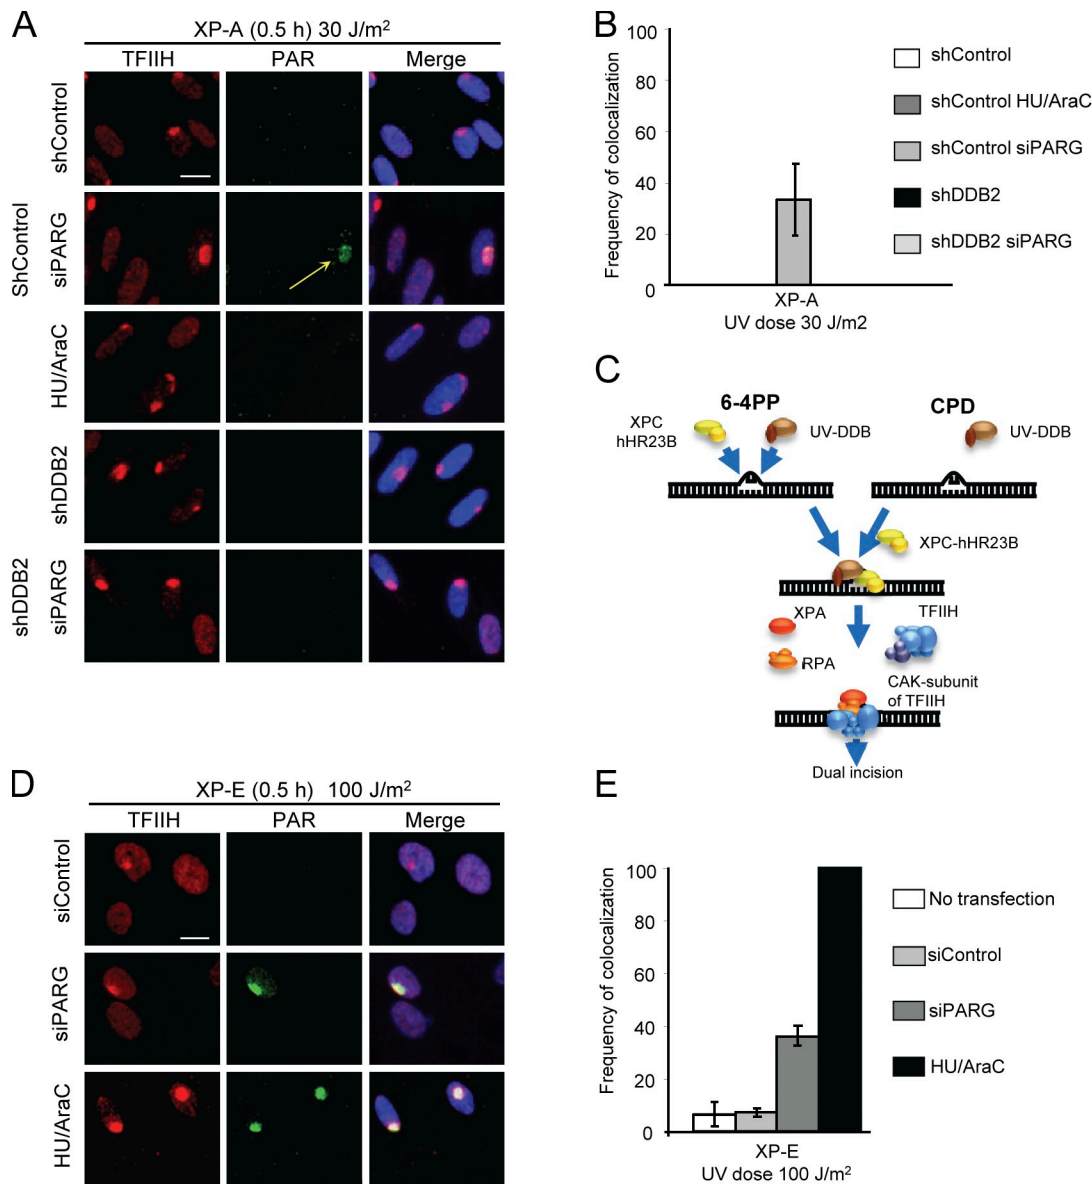 A
XP-A (0.5 h) 30 J/m²
TFIIH PAR Merge
shControl
ShControl
siPARG
HU/AraC
shDDB2
shDDB2
siPARG
B
Frequency of colocalization
100
80
60
40
20
0
XP-A
UV dose 30 J/m2
shControl
shControl HU/AraC
shControl siPARG
shDDB2
shDDB2 siPARG
C
6-4PP
CPD
XPC
hHR23B
UV-DDB
UV-DDB
XPC-hHR23B
XPA
TFIIH
RPA
CAK-subunit
of TFIIH
Dual incision
D
XP-E (0.5 h) 100 J/m²
TFIIH PAR Merge
siControl
siPARG
HU/AraC
E
Frequency of colocalization
100
80
60
40
20
0
XP-E
UV dose 100 J/m²
No transfection
siControl
siPARG
HU/AraC